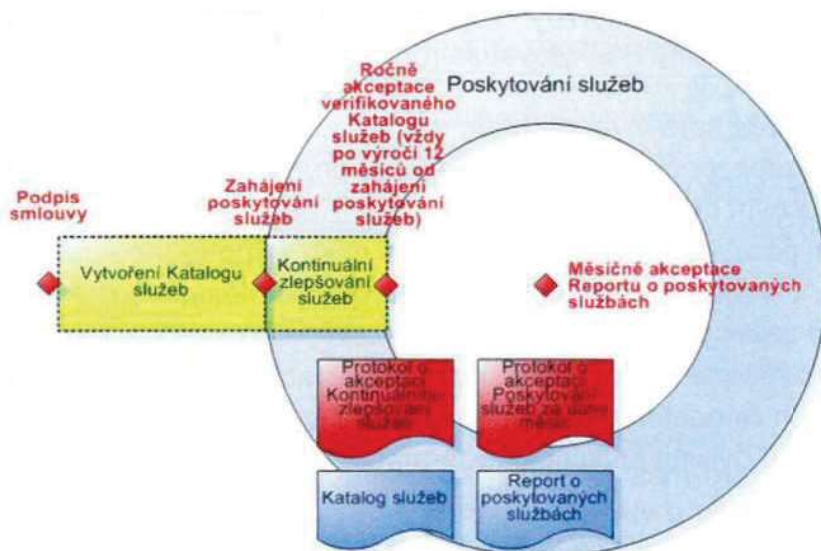 Poskytování služeb
Ročně
akceptace
verifikovaného
Katalogu
služeb (vždy
po výročí 12
měsíců od
zahájení
poskytování
služeb)
Podpis
smlouvy
Zahájení
poskytování
služeb
Vytvoření Katalogu
služeb
Kontinuální
zlepšování
služeb
Měsíčně akceptace
Reportu o poskytovaných
službách
Protokol o
akceptaci
Kontinuálního
zlepšování
služeb
Protokol o
akceptaci
Poskytování
služeb za daný
měsíc
Katalog služeb
Report o
poskytovaných
službách